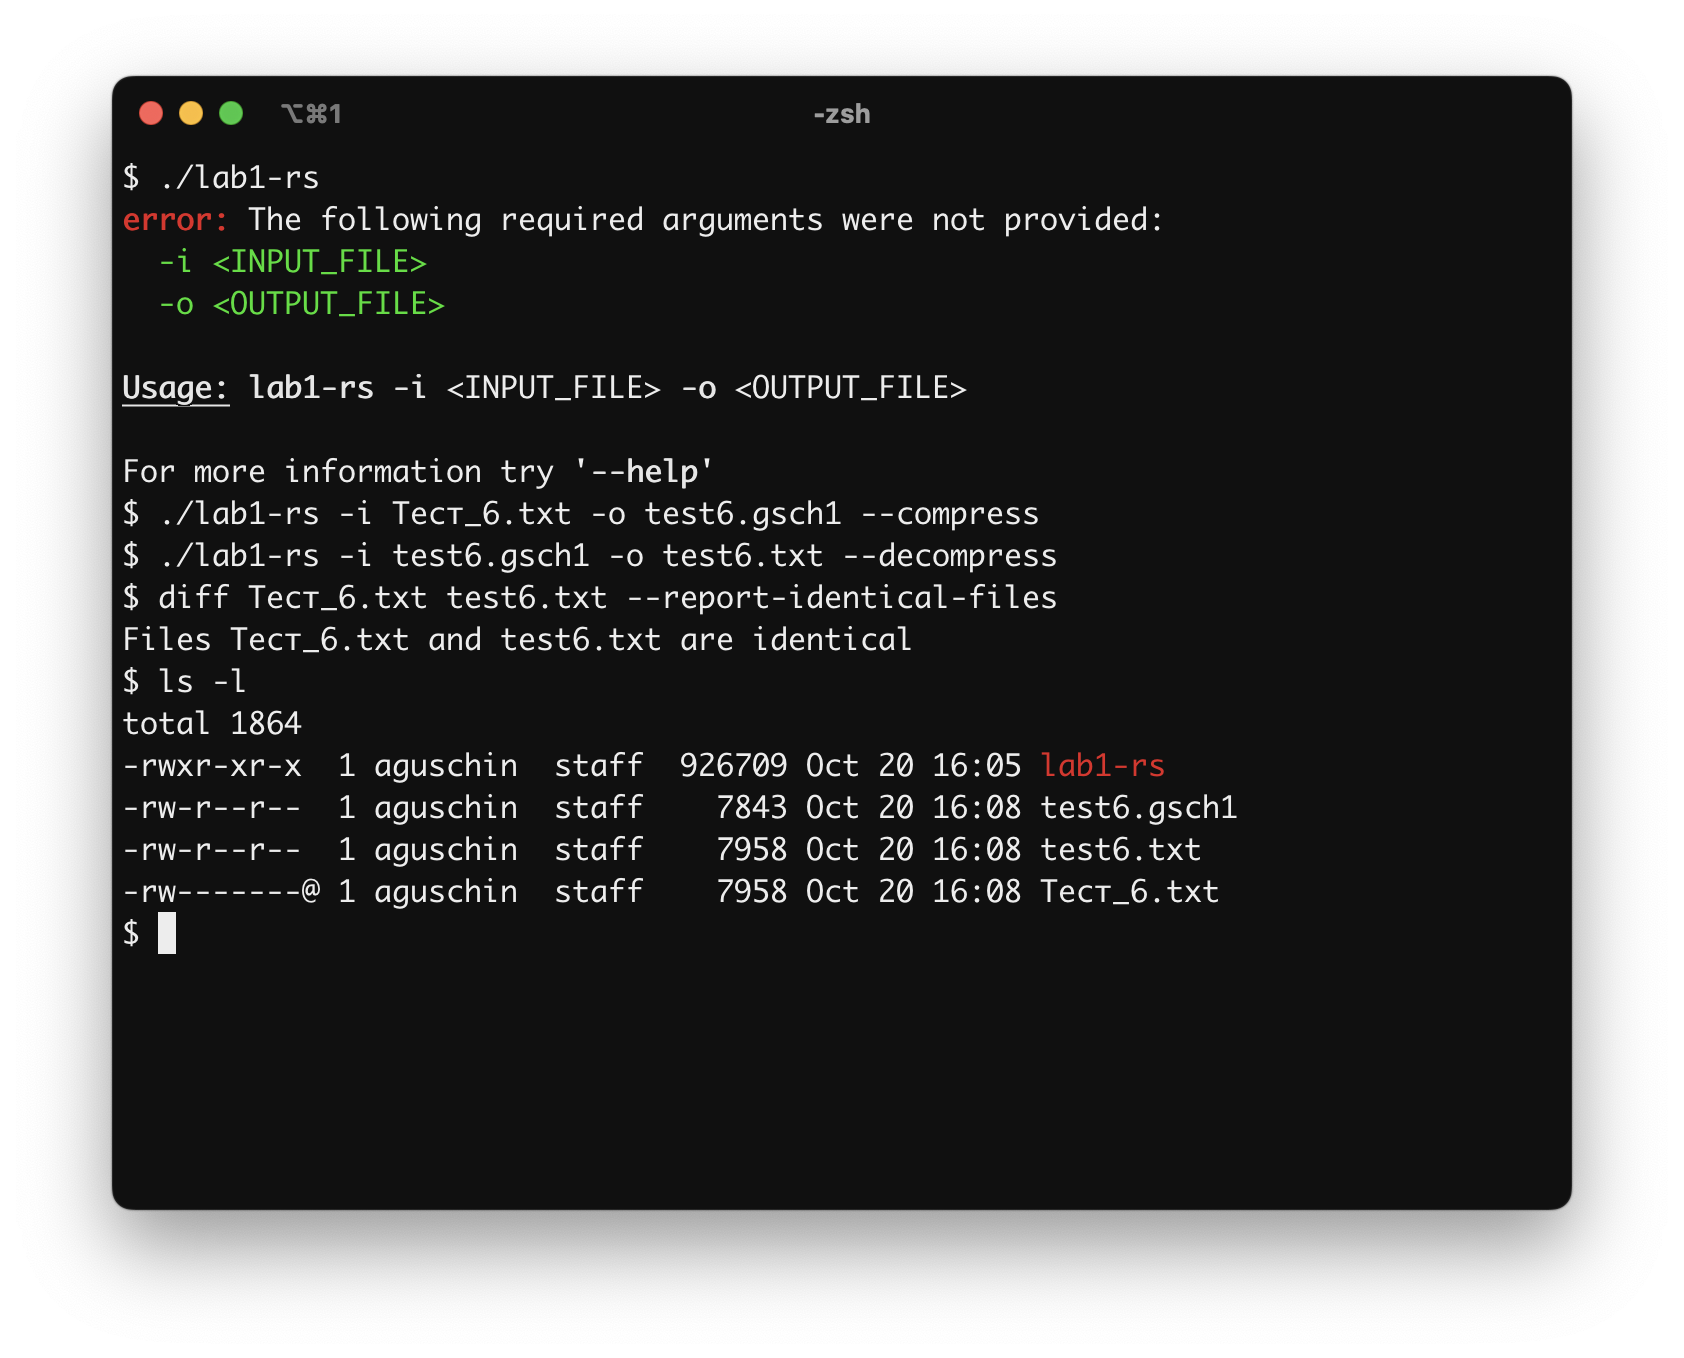 ⌥⌘1
-zsh
$ ./lab1-rs
error: The following required arguments were not provided:
  -i <INPUT_FILE>
  -o <OUTPUT_FILE>
Usage: lab1-rs -i <INPUT_FILE> -o <OUTPUT_FILE>
For more information try '--help'
$ ./lab1-rs -i Тест_6.txt -o test6.gsch1 --compress
$ ./lab1-rs -i test6.gsch1 -o test6.txt --decompress
$ diff Тест_6.txt test6.txt --report-identical-files
Files Тест_6.txt and test6.txt are identical
$ ls -l
total 1864
-rwxr-xr-x  1 aguschin  staff  926709 Oct 20 16:05 lab1-rs
-rw-r--r--  1 aguschin  staff    7843 Oct 20 16:08 test6.gsch1
-rw-r--r--  1 aguschin  staff    7958 Oct 20 16:08 test6.txt
-rw-------@ 1 aguschin  staff    7958 Oct 20 16:08 Тест_6.txt
$